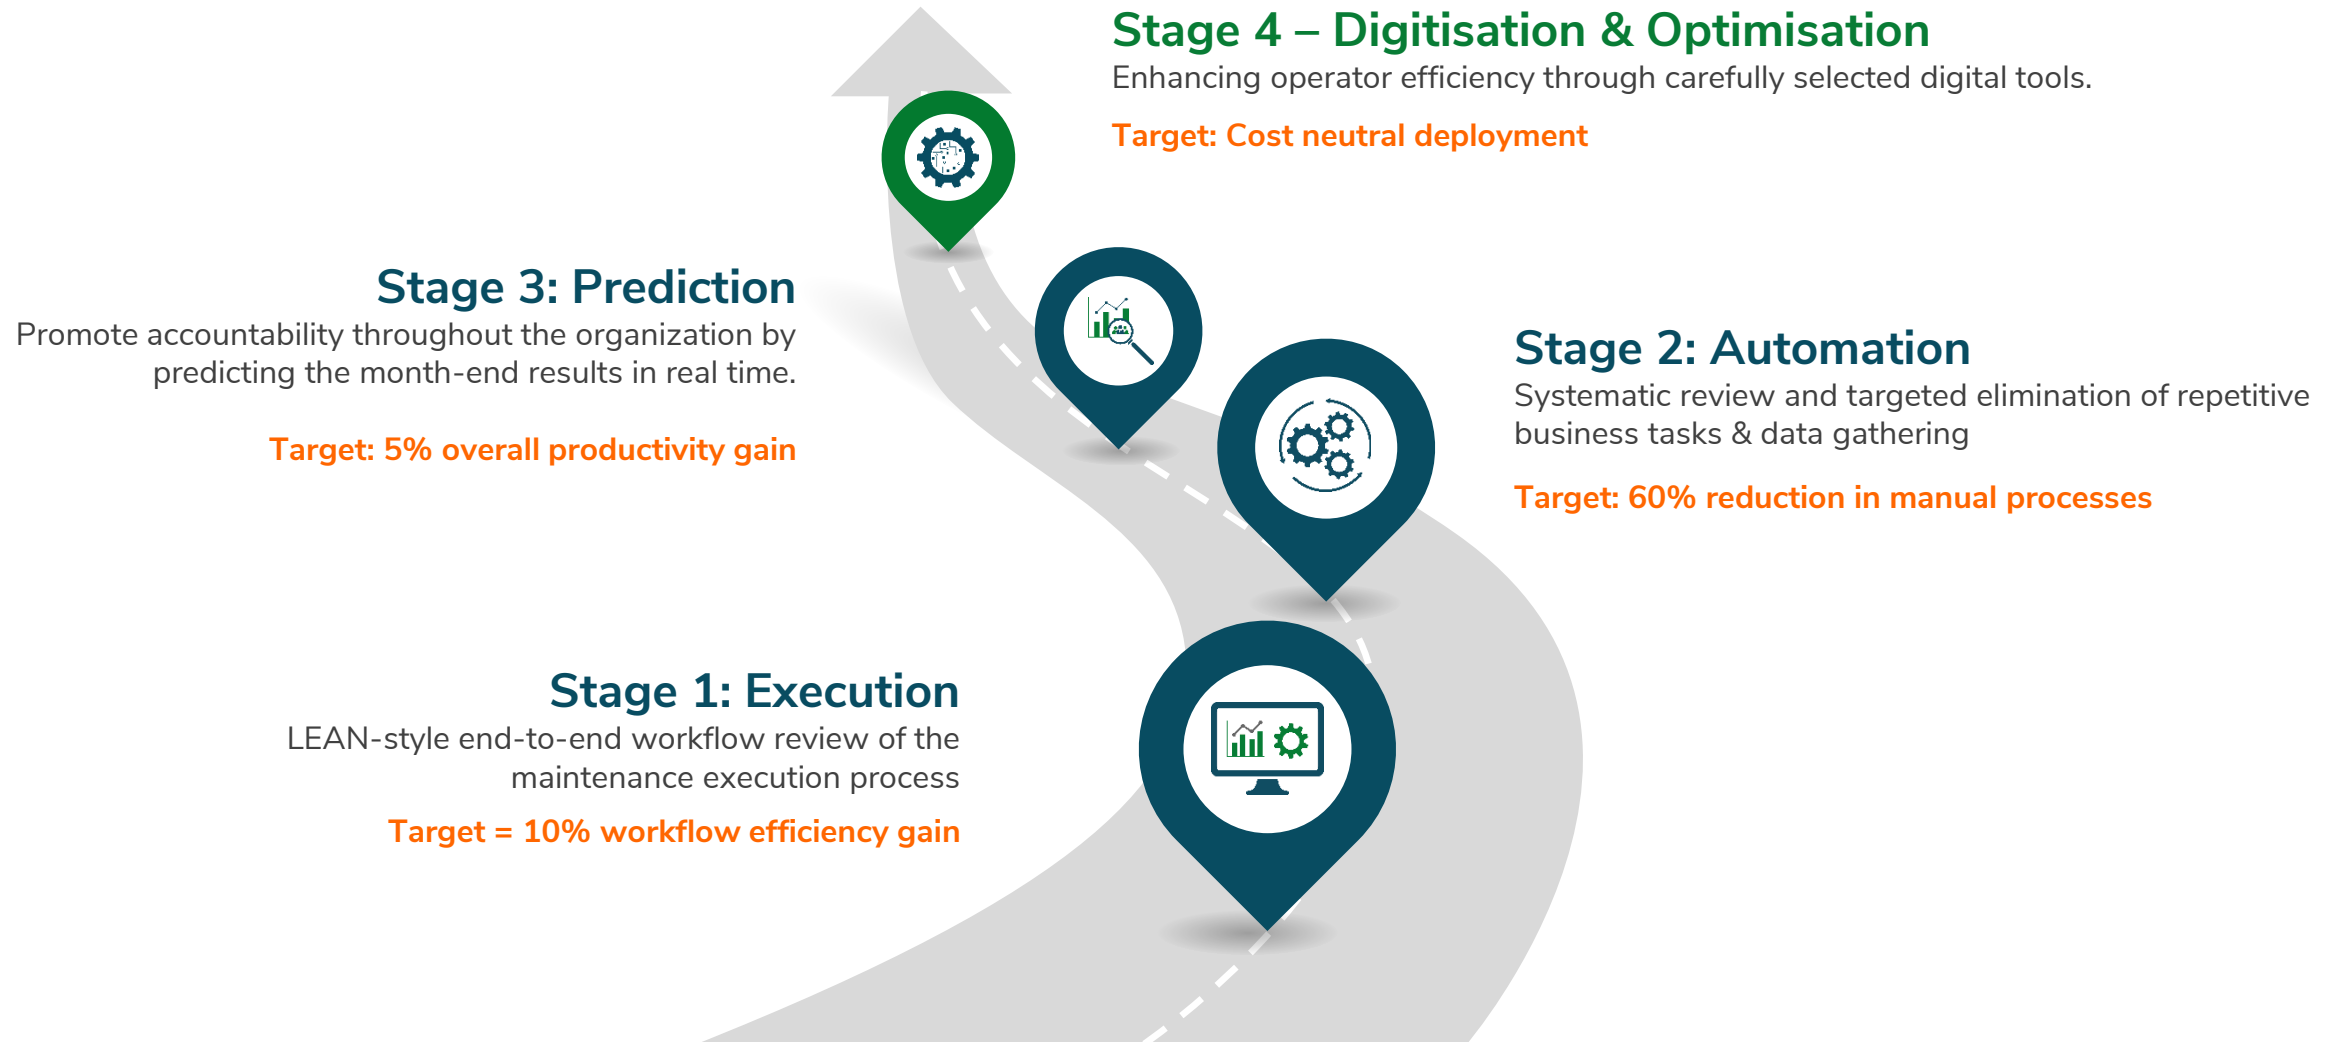 Stage 4 – Digitisation & Optimisation
Enhancing operator efficiency through carefully selected digital tools.
Target: Cost neutral deployment
Stage 3: Prediction
Promote accountability throughout the organization by
predicting the month-end results in real time.
Target: 5% overall productivity gain
Stage 2: Automation
Systematic review and targeted elimination of repetitive
business tasks & data gathering
Target: 60% reduction in manual processes
Stage 1: Execution
LEAN-style end-to-end workflow review of the
maintenance execution process
Target = 10% workflow efficiency gain